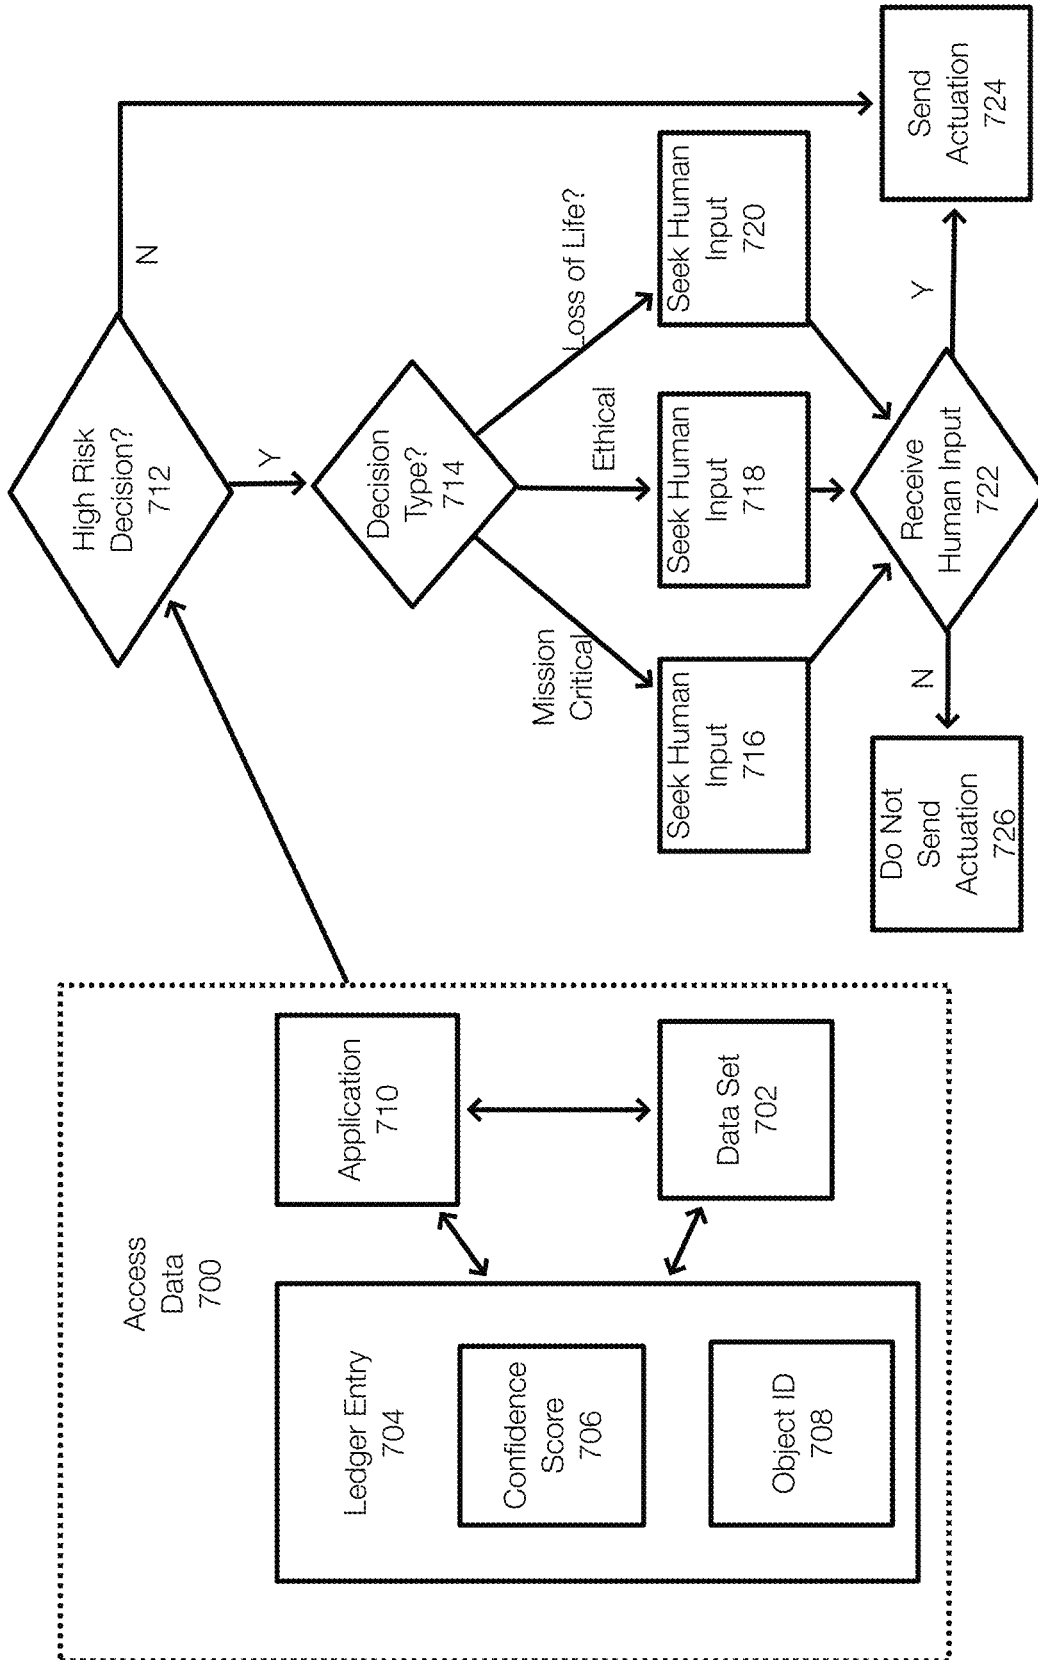 Access
Data
700
Ledger Entry
704
Confidence
Score
706
Object ID
708
Application
710
Data Set
702
High Risk
Decision?
712
N
Y
Decision
Type?
714
Mission
Critical
Ethical
Loss of Life?
Seek Human
Input
716
Seek Human
Input
718
Seek Human
Input
720
Receive
Human Input
722
N
Y
Do Not
Send
Actuation
726
Send
Actuation
724